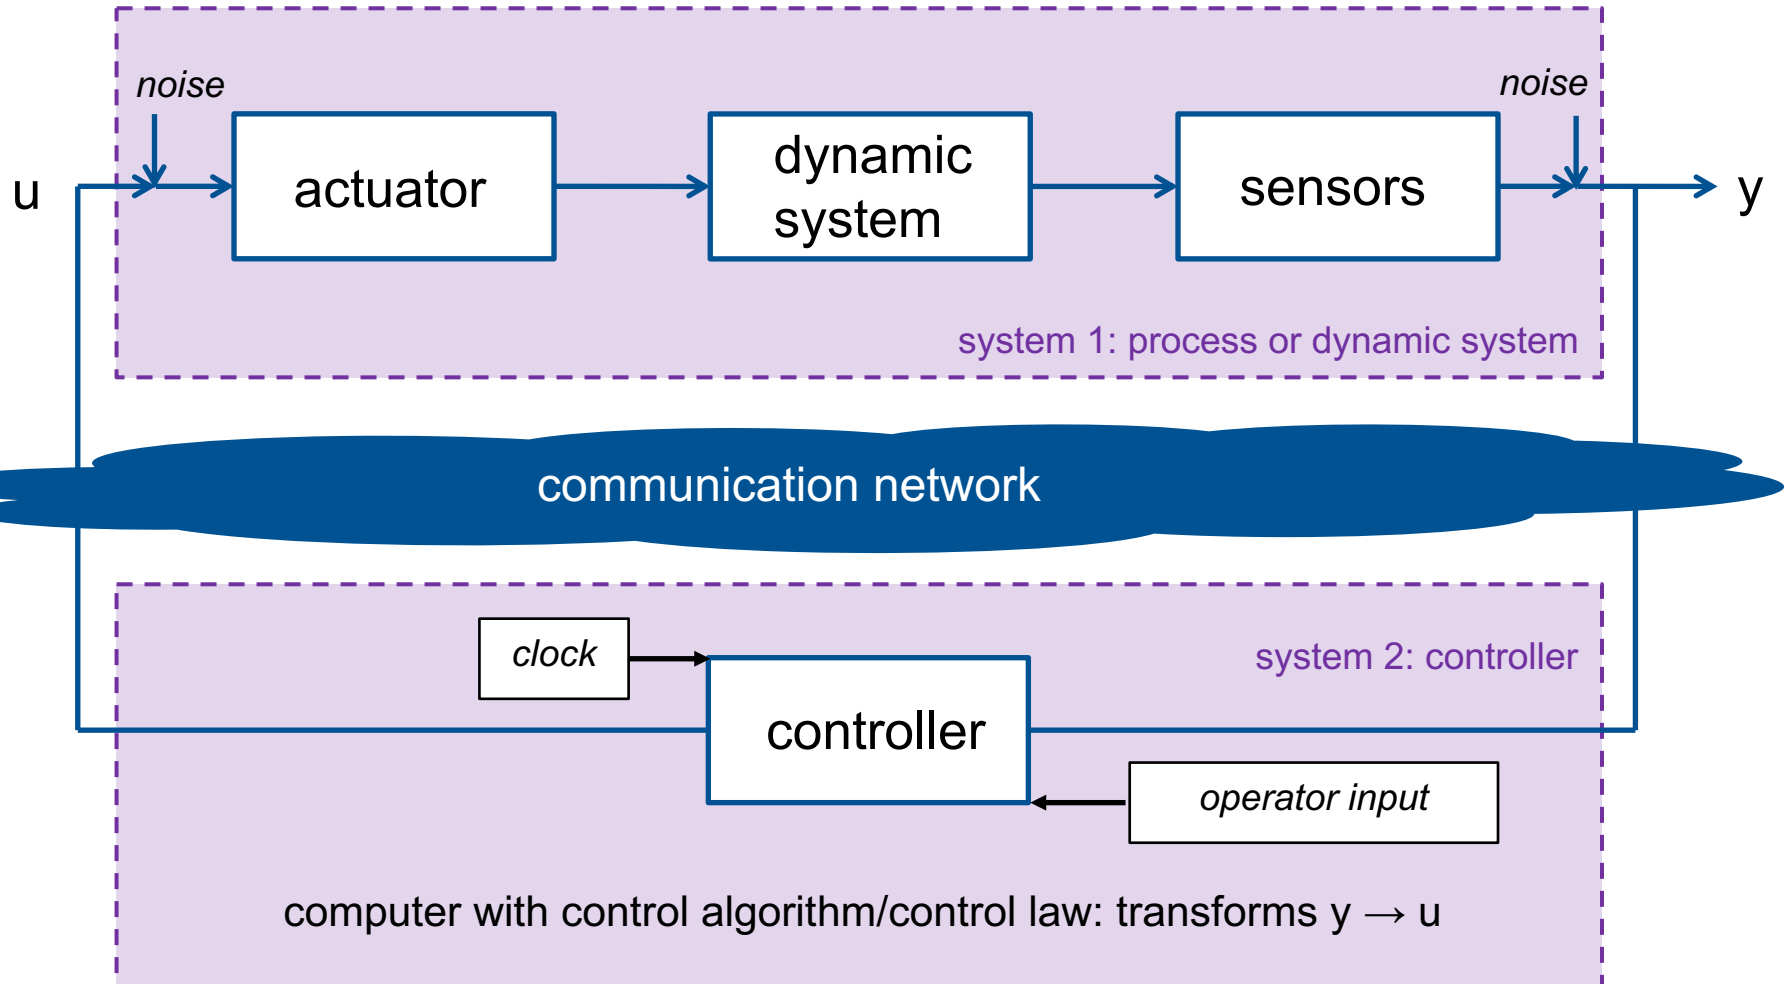 noise
noise
u
actuator
dynamic
system
sensors
y
system 1: process or dynamic system
communication network
clock
system 2: controller
controller
operator input
computer with control algorithm/control law: transforms y → u